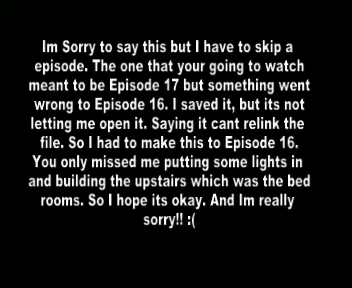 Im Sorry to say this but I have to skip a
episode. The one that your going to watch
meant to be Episode 17 but something went
wrong to Episode 16. I saved it, but its not
letting me open it. Saying it cant relink the
file. So I had to make this to Episode 16.
You only missed me putting some lights in
and building the upstairs which was the bed
rooms. So I hope its okay. And Im really
sorry!! :(